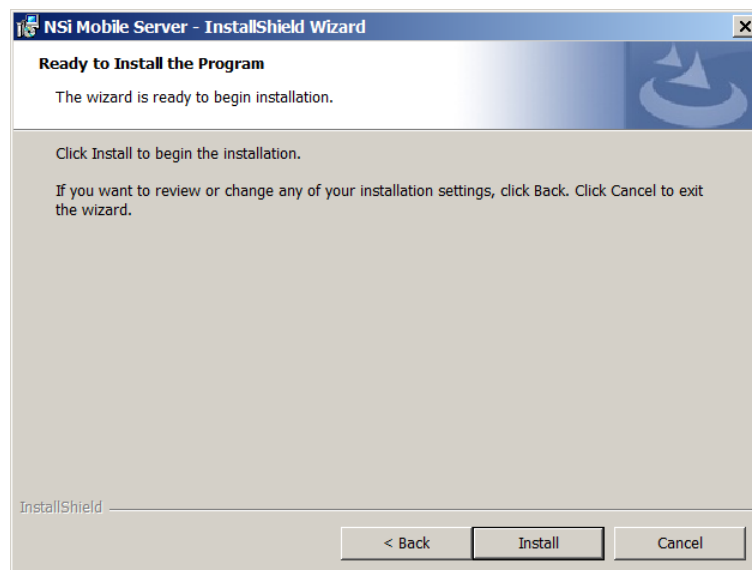 NSi Mobile Server - InstallShield Wizard
Ready to Install the Program
The wizard is ready to begin installation.
Click Install to begin the installation.
If you want to review or change any of your installation settings, click Back. Click Cancel to exit
the wizard.
InstallShield
< Back
Install
Cancel